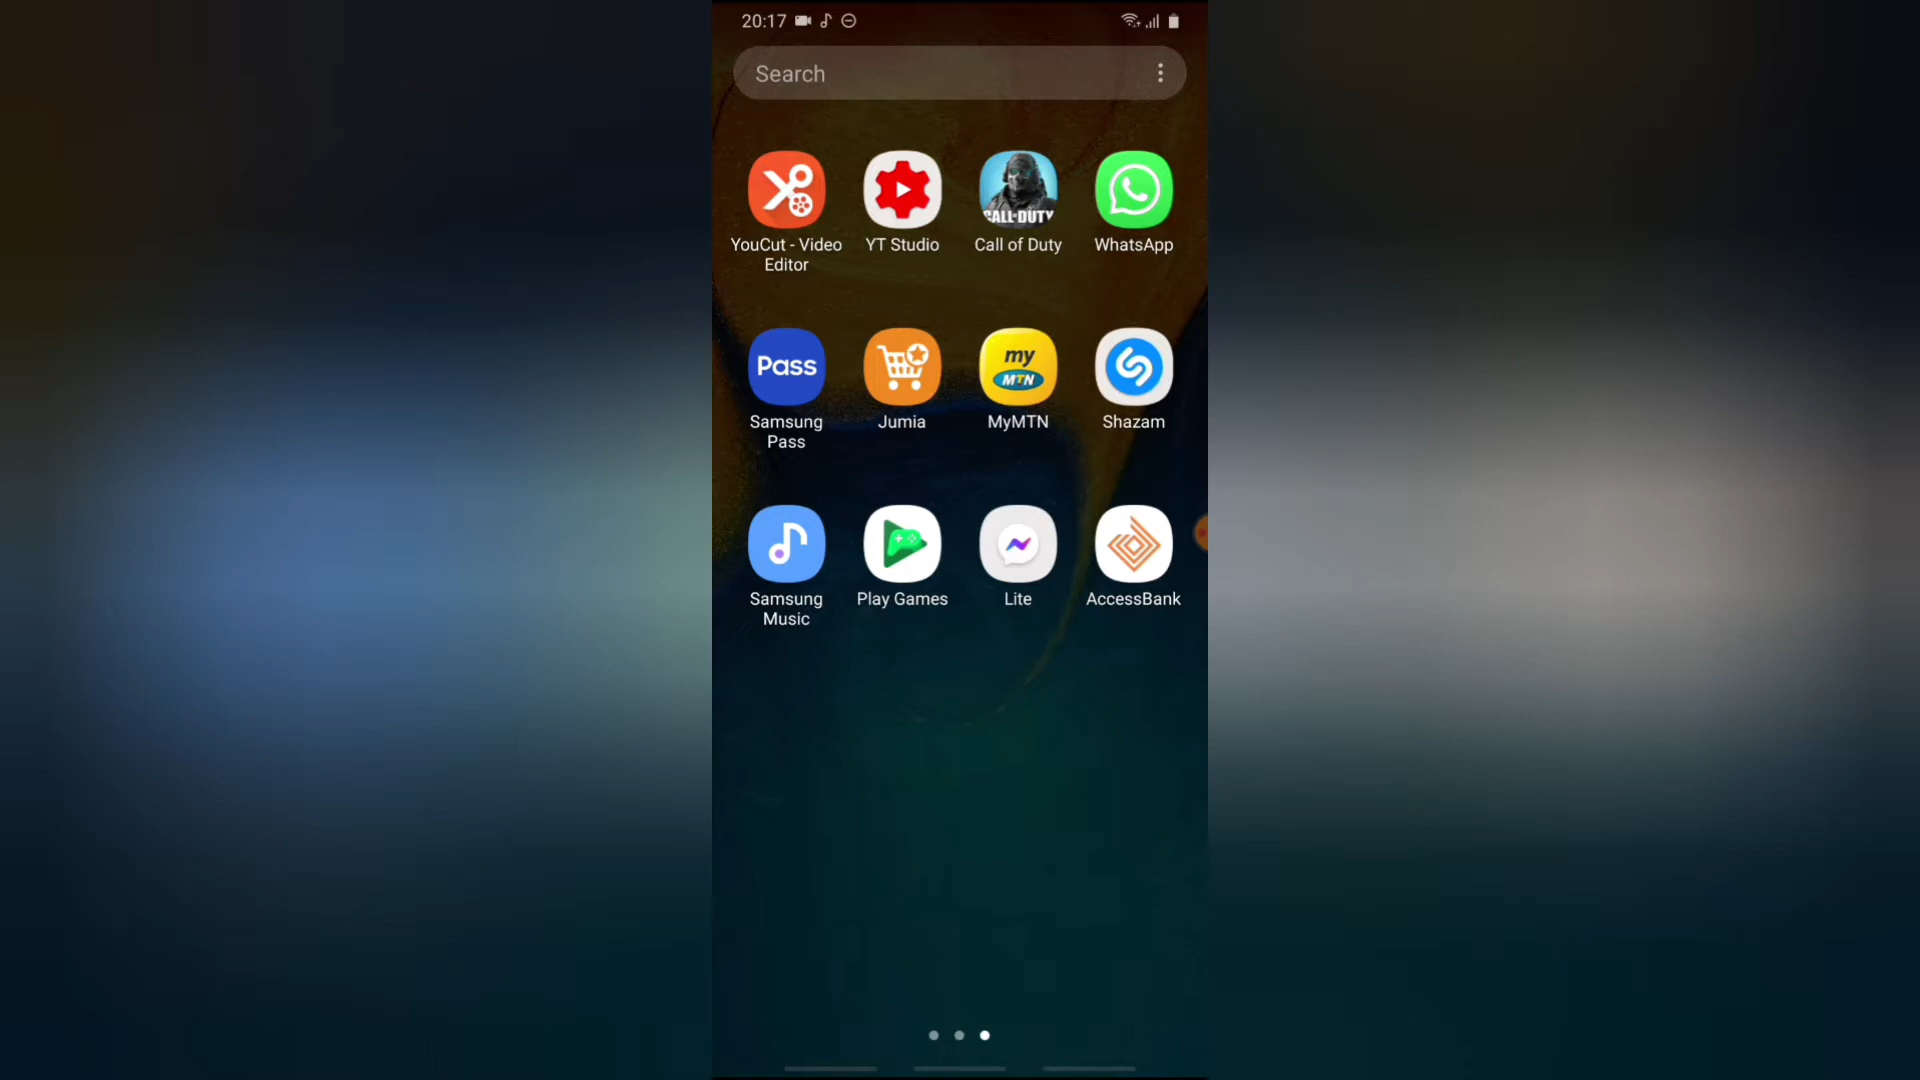 20:17
Search
CALL·DUTY
YouCut - Video
Editor
YT Studio
Call of Duty
WhatsApp
Pass
my
MTN
Samsung
Pass
Jumia
MyMTN
Shazam
Samsung
Music
Play Games
Lite
AccessBank